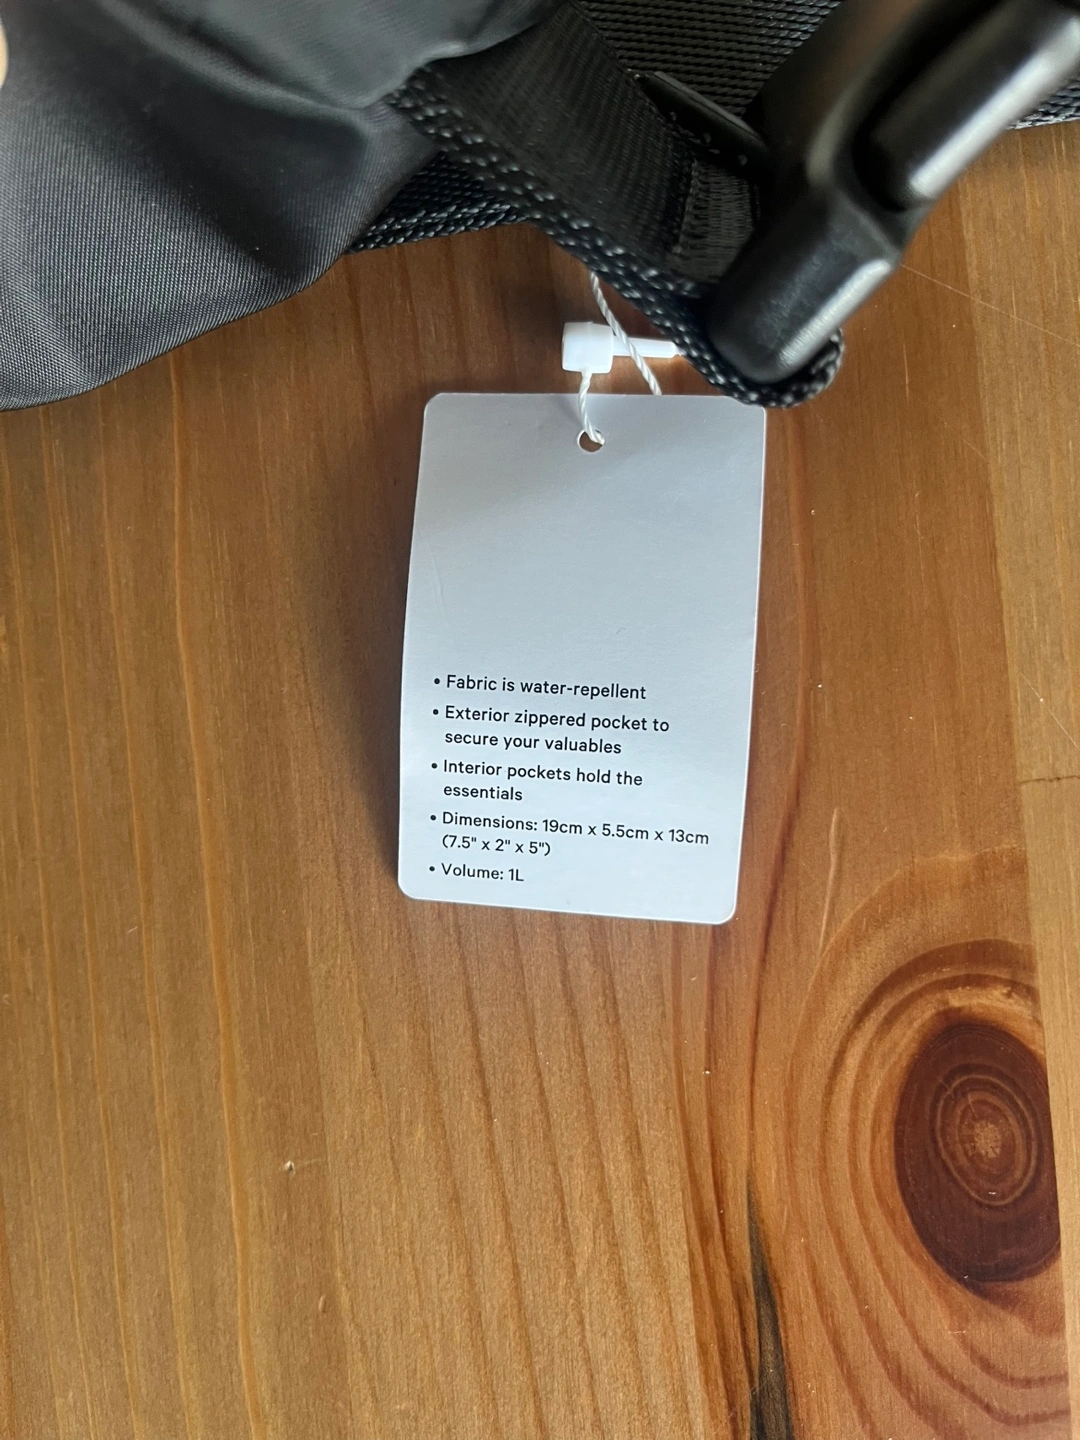 • Fabric is water-repellent
• Exterior zippered pocket to
secure your valuables
• Interior pockets hold the
essentials
• Dimensions: 19cm x 5.5cm x 13cm
(7.5" x 2" x 5")
• Volume: 1L